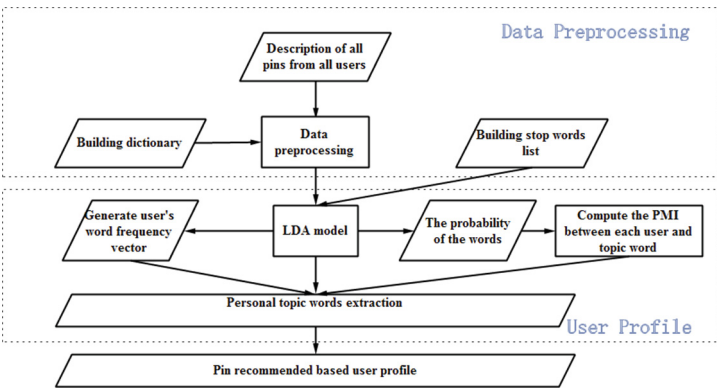 Data Preprocessing
Description of all
pins from all users
Building dictionary
Data
preprocessing
Building stop words
list
Generate user's
word frequency
vector
LDA model
The probability
of the words
Compute the PMI
between each user and
topic word
Personal topic words extraction
User Profile
Pin recommended based user profile